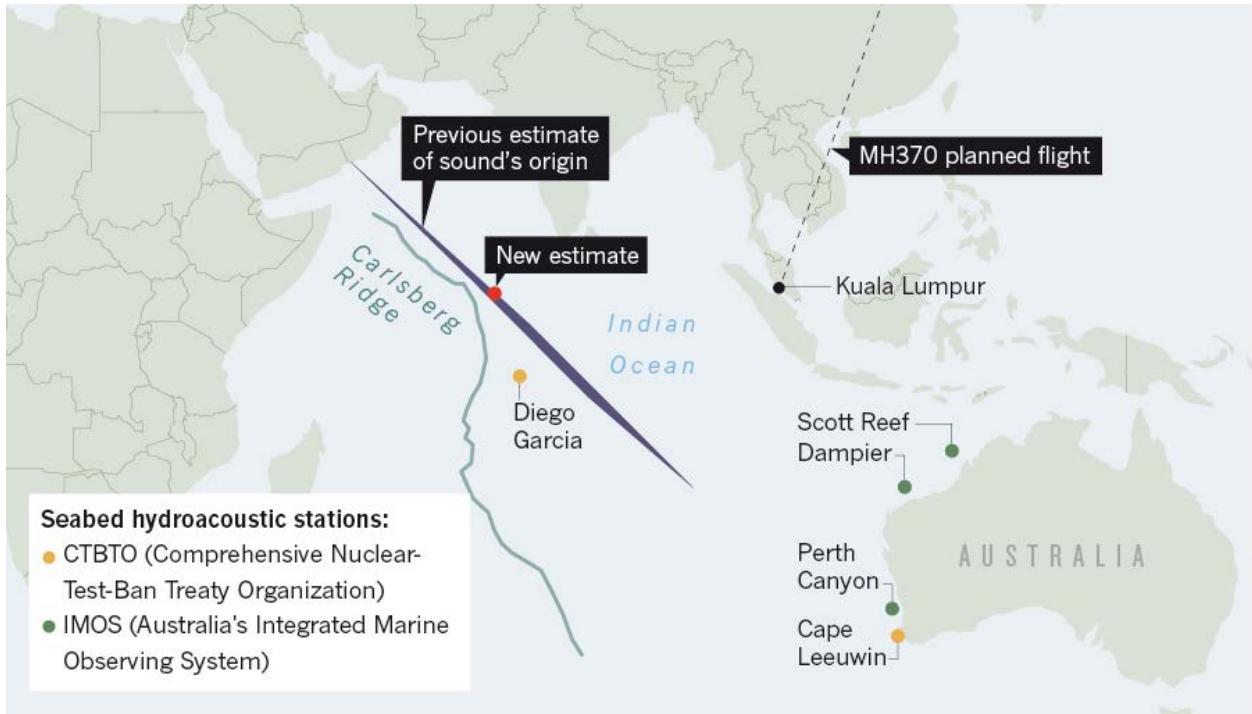 Previous estimate
of sound's origin
MH370 planned flight
New estimate
Carlsberg
Ridge
Kuala Lumpur
Indian
Ocean
Diego
Garcia
Scott Reef
Dampier
Seabed hydroacoustic stations:
CTBTO (Comprehensive Nuclear-
Test-Ban Treaty Organization)
IMOS (Australia's Integrated Marine
Observing System)
Perth
Canyon
AUSTRALIA
Cape
Leeuwin